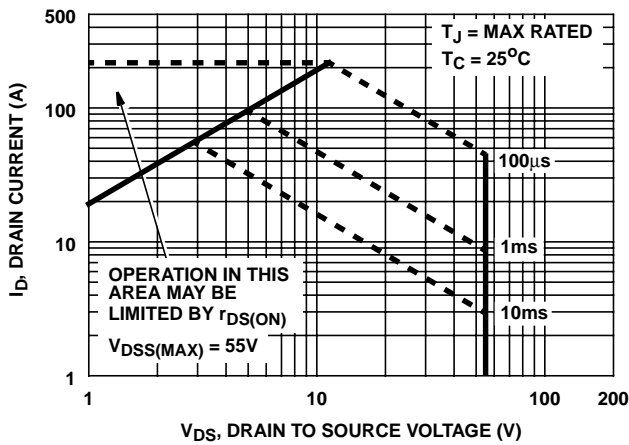 500
T_J = MAX RATED
T_C = 25°C
100
100µs
I_D, DRAIN CURRENT (A)
10
1ms
OPERATION IN THIS
AREA MAY BE
LIMITED BY r_DS(ON)
10ms
V_DSS(MAX) = 55V
1
1
10
100
200
V_DS, DRAIN TO SOURCE VOLTAGE (V)